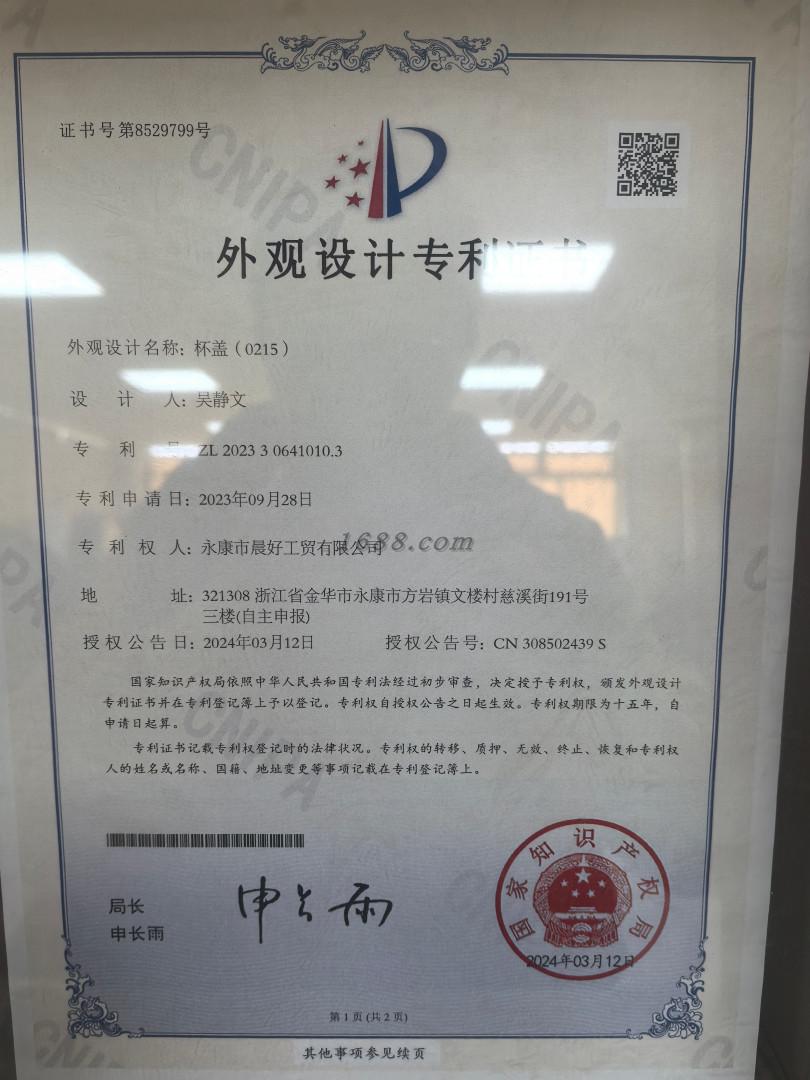 证书号第8529799号
外观设计专利证书
外观设计名称：杯盖（0215）
设计人：吴静文
专利号：ZL 2023 3 0641010.3
专利申请日：2023年09月28日
专利权人：永康市晨好工贸有限公司
1688.com
地址：321308 浙江省金华市永康市方岩镇文楼村慈溪街191号
三楼(自主申报)
授权公告日：2024年03月12日 授权公告号：CN 308502439 S
国家知识产权局依照中华人民共和国专利法经过初步审查，决定授予专利权，颁发外观设计
专利证书并在专利登记簿上予以登记。专利权自授权公告之日起生效。专利权期限为十五年，自
申请日起算。
专利证书记载专利权登记时的法律状况。专利权的转移、质押、无效、终止、恢复和专利权
人的姓名或名称、国籍、地址变更等事项记载在专利登记簿上。
局长
申长雨
申长雨
国家知识产权局
2024年03月12日
第 1 页 (共 2 页)
其他事项参见续页
CNIPA
CNIPA
CNIPA